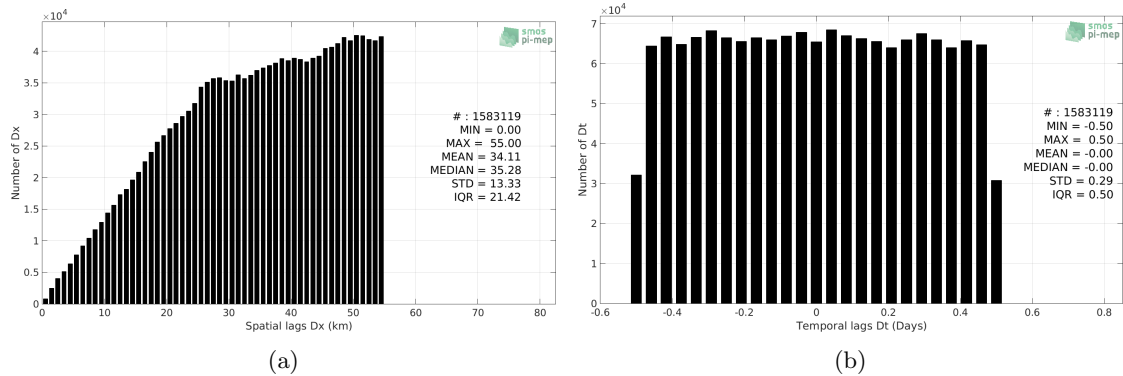 ×10⁴
4
3.5
3
2.5
2
1.5
1
0.5
0
0 10 20 30 40 50 60 70 80
Number of Dx
Spatial lags Dx (km)
smos
pi-mep
# : 1583119
MIN = 0.00
MAX = 55.00
MEAN = 34.11
MEDIAN = 35.28
STD = 13.33
IQR = 21.42
(a)
×10⁴
7
6
5
4
3
2
1
0
-0.6 -0.4 -0.2 0 0.2 0.4 0.6 0.8
Number of Dt
Temporal lags Dt (Days)
smos
pi-mep
# : 1583119
MIN = -0.50
MAX = 0.50
MEAN = -0.00
MEDIAN = -0.00
STD = 0.29
IQR = 0.50
(b)